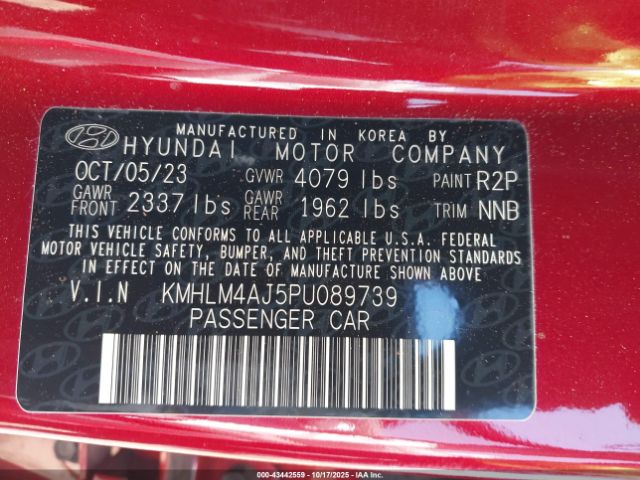 MANUFACTURED IN KOREA BY
HYUNDAI MOTOR COMPANY
OCT/05/23 GVWR 4079 lbs PAINT R2P
GAWR FRONT 2337 lbs GAWR REAR 1962 lbs TRIM NNB
THIS VEHICLE CONFORMS TO ALL APPLICABLE U.S.A. FEDERAL
MOTOR VEHICLE SAFETY, BUMPER, AND THEFT PREVENTION STANDARDS
IN EFFECT ON THE DATE OF MANUFACTURE SHOWN ABOVE.
V.I.N KMHLM4AJ5PU089739
PASSENGER CAR
000-43442559 - 10/17/2025 - COPYRIGHT IAA, LLC.